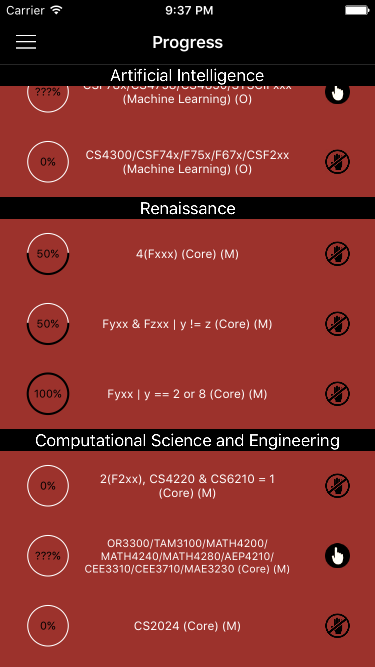 Carrier 9:37 PM
Progress
Artificial Intelligence
???%
(Machine Learning) (O)
0%
CS4300/CSF74x/F75x/F67x/CSF2xx
(Machine Learning) (O)
Renaissance
50%
4(Fxxx) (Core) (M)
50%
Fyxx & Fzxx | y != z (Core) (M)
100%
Fyxx | y == 2 or 8 (Core) (M)
Computational Science and Engineering
0%
2(F2xx), CS4220 & CS6210 = 1
(Core) (M)
???%
OR3300/TAM3100/MATH4200/
MATH4240/MATH4280/AEP4210/
CEE3310/CEE3710/MAE3230 (Core) (M)
0%
CS2024 (Core) (M)